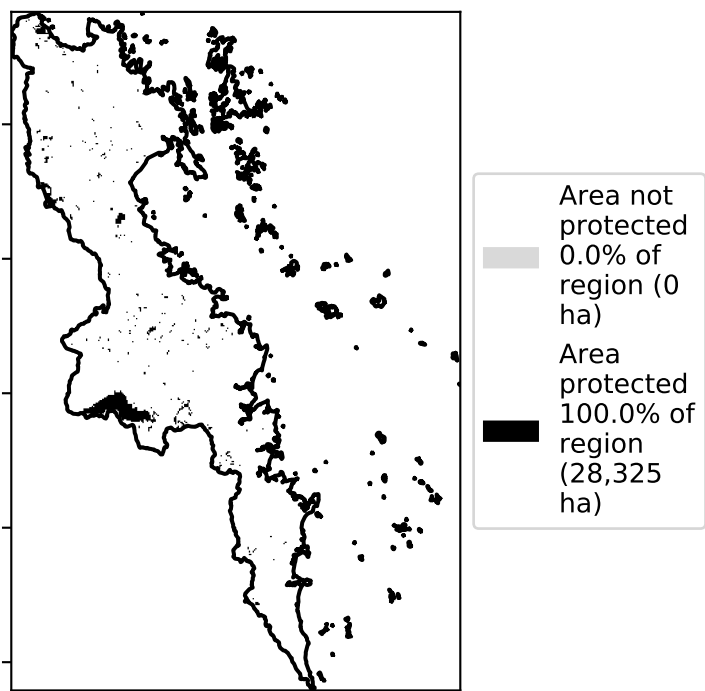 Area not
protected
0.0% of
region (0
ha)
Area
protected
100.0% of
region
(28,325
ha)